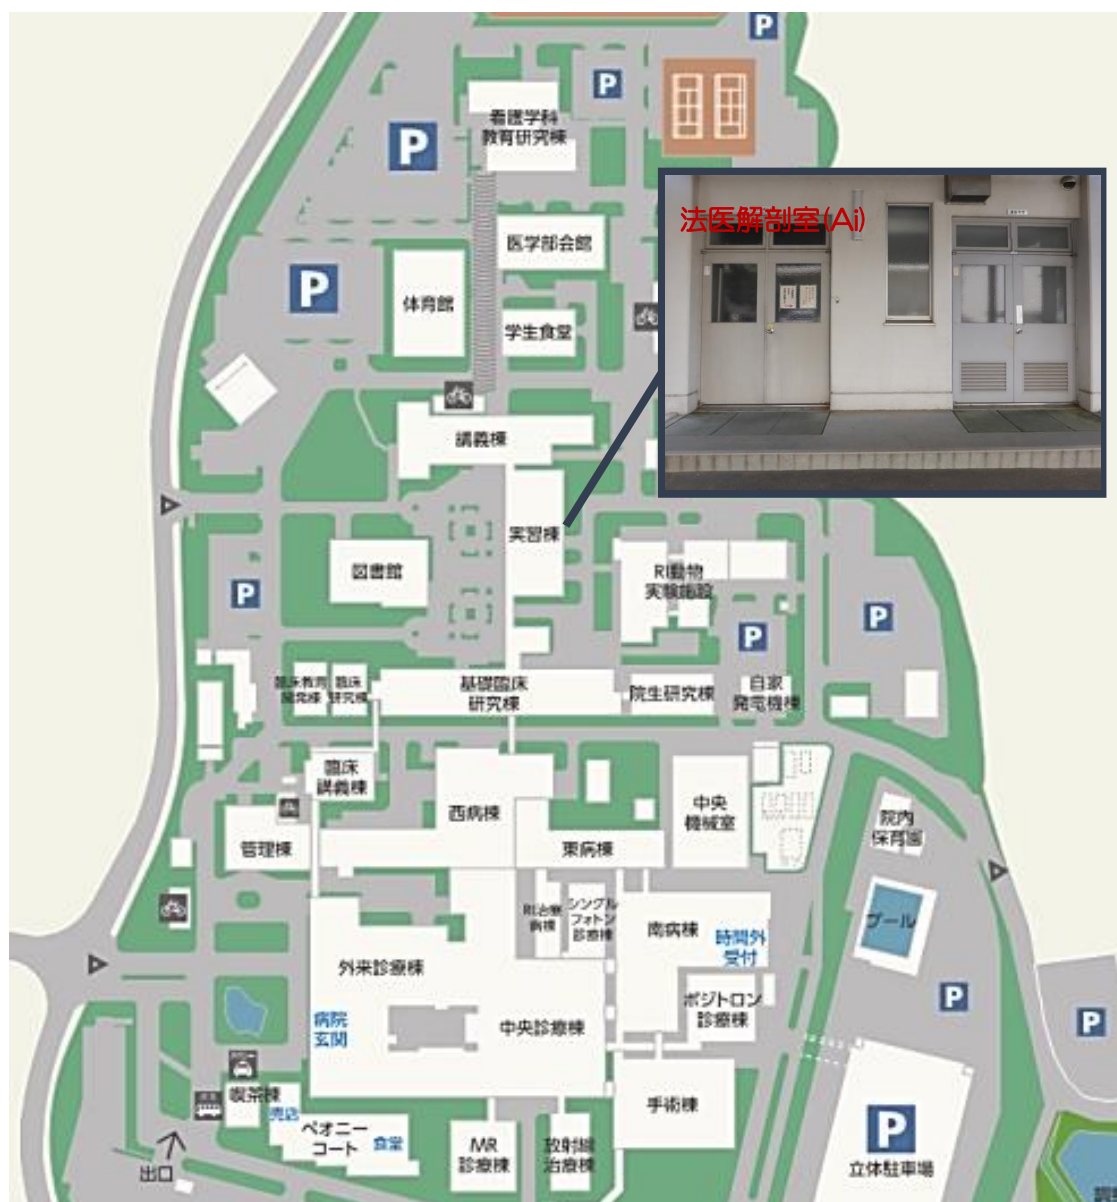 P
P
看護学科
教育研究棟
P
法医解剖室(Ai)
医学部会館
P
体育館
学生食堂
講義棟
実習棟
図書館
RI動物
実験施設
P
P
P
臨床教育
開発棟
臨床
研究棟
基礎臨床
研究棟
院生研究棟
自家
発電機棟
臨床
講義棟
西病棟
中央
機械室
院内
保育園
管理棟
東病棟
RI治療
病棟
シングル
フォトン
診療棟
南病棟
時間外
受付
プール
外来診療棟
ポジトロン
診療棟
P
病院
玄関
中央診療棟
P
喫茶棟
売店
ペオニー
コート
食堂
手術棟
P
MR
診療棟
放射線
治療棟
出口
立体駐車場